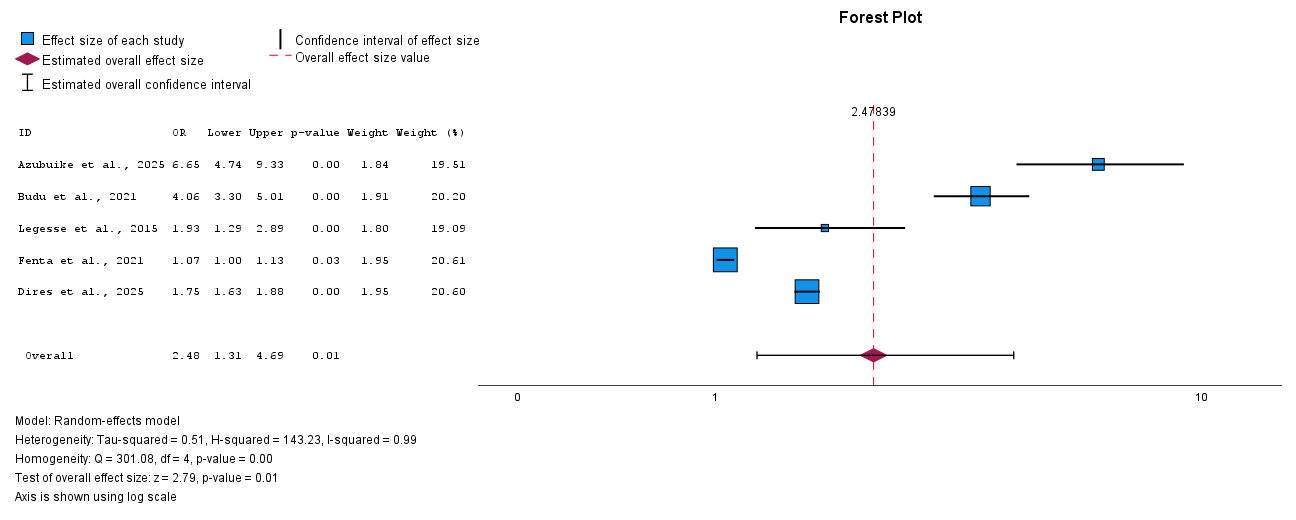 Forest Plot
Effect size of each study
Confidence interval of effect size
Estimated overall effect size
Overall effect size value
Estimated overall confidence interval
2.47839
ID OR Lower Upper p-value Weight Weight (%)
Azubuike et al., 2025 6.65 4.74 9.33 0.00 1.84 19.51
Budu et al., 2021 4.06 3.30 5.01 0.00 1.91 20.20
Legesse et al., 2015 1.93 1.29 2.89 0.00 1.80 19.09
Fenta et al., 2021 1.07 1.00 1.13 0.03 1.95 20.61
Dires et al., 2025 1.75 1.63 1.88 0.00 1.95 20.60
Overall 2.48 1.31 4.69 0.01
0 1 10
Model: Random-effects model
Heterogeneity: Tau-squared = 0.51, H-squared = 143.23, I-squared = 0.99
Homogeneity: Q = 301.08, df = 4, p-value = 0.00
Test of overall effect size: z = 2.79, p-value = 0.01
Axis is shown using log scale